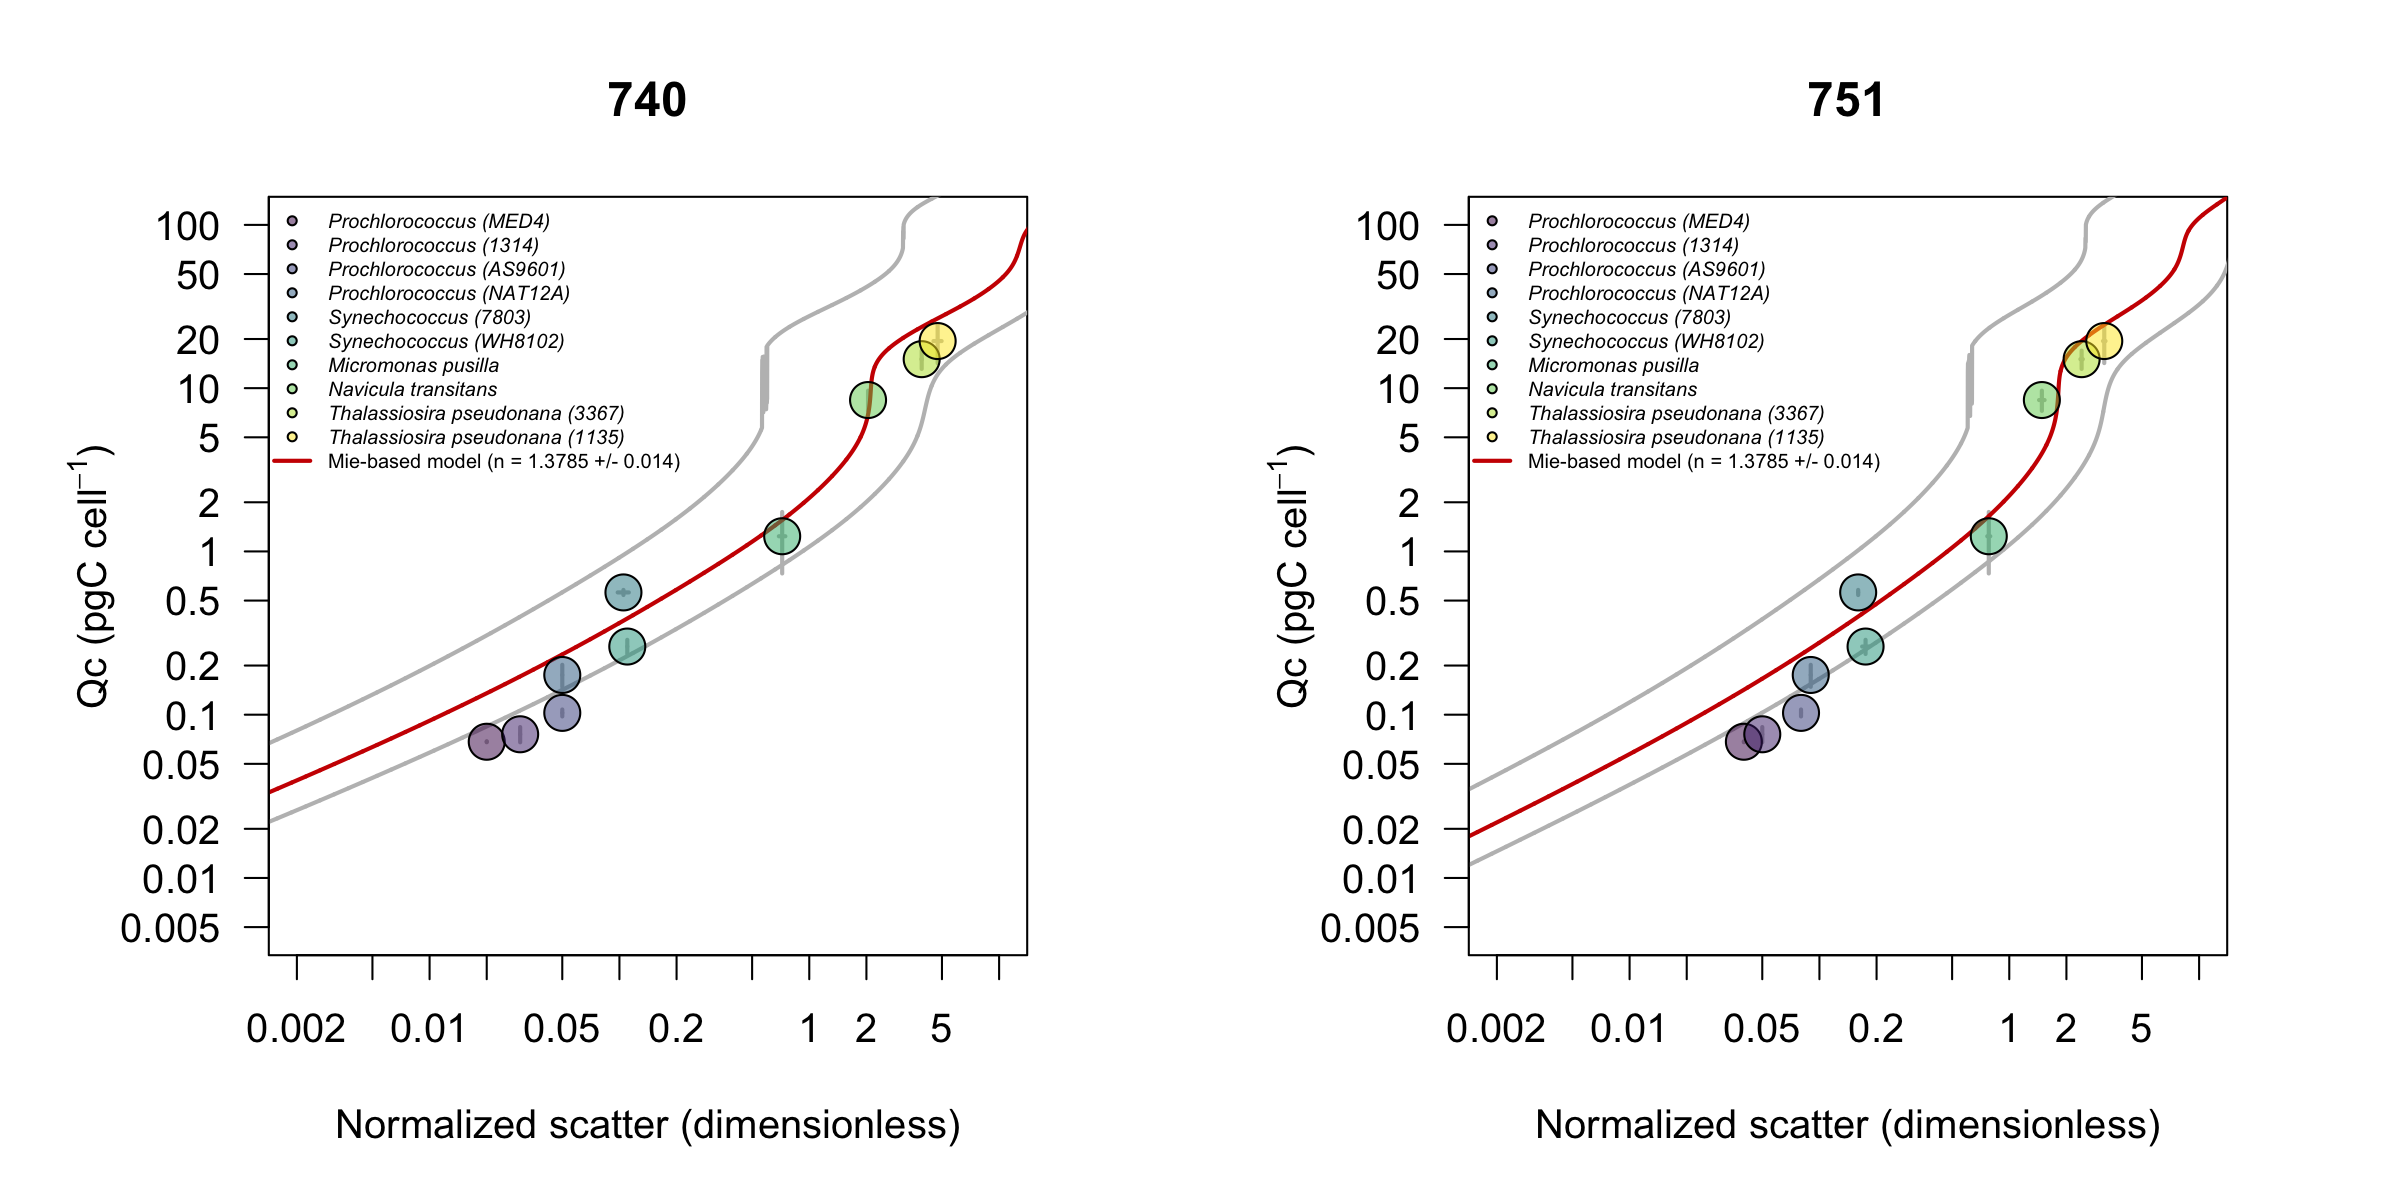 740
100
50
20
10
5
2
1
0.5
0.2
0.1
0.05
0.02
0.01
0.005
Qc (pgC cell⁻¹)
Prochlorococcus (MED4)
Prochlorococcus (1314)
Prochlorococcus (AS9601)
Prochlorococcus (NAT12A)
Synechococcus (7803)
Synechococcus (WH8102)
Micromonas pusilla
Navicula transitans
Thalassiosira pseudonana (3367)
Thalassiosira pseudonana (1135)
Mie-based model (n = 1.3785 +/- 0.014)
0.002 0.01 0.05 0.2 1 2 5
Normalized scatter (dimensionless)
751
100
50
20
10
5
2
1
0.5
0.2
0.1
0.05
0.02
0.01
0.005
Qc (pgC cell⁻¹)
Prochlorococcus (MED4)
Prochlorococcus (1314)
Prochlorococcus (AS9601)
Prochlorococcus (NAT12A)
Synechococcus (7803)
Synechococcus (WH8102)
Micromonas pusilla
Navicula transitans
Thalassiosira pseudonana (3367)
Thalassiosira pseudonana (1135)
Mie-based model (n = 1.3785 +/- 0.014)
0.002 0.01 0.05 0.2 1 2 5
Normalized scatter (dimensionless)